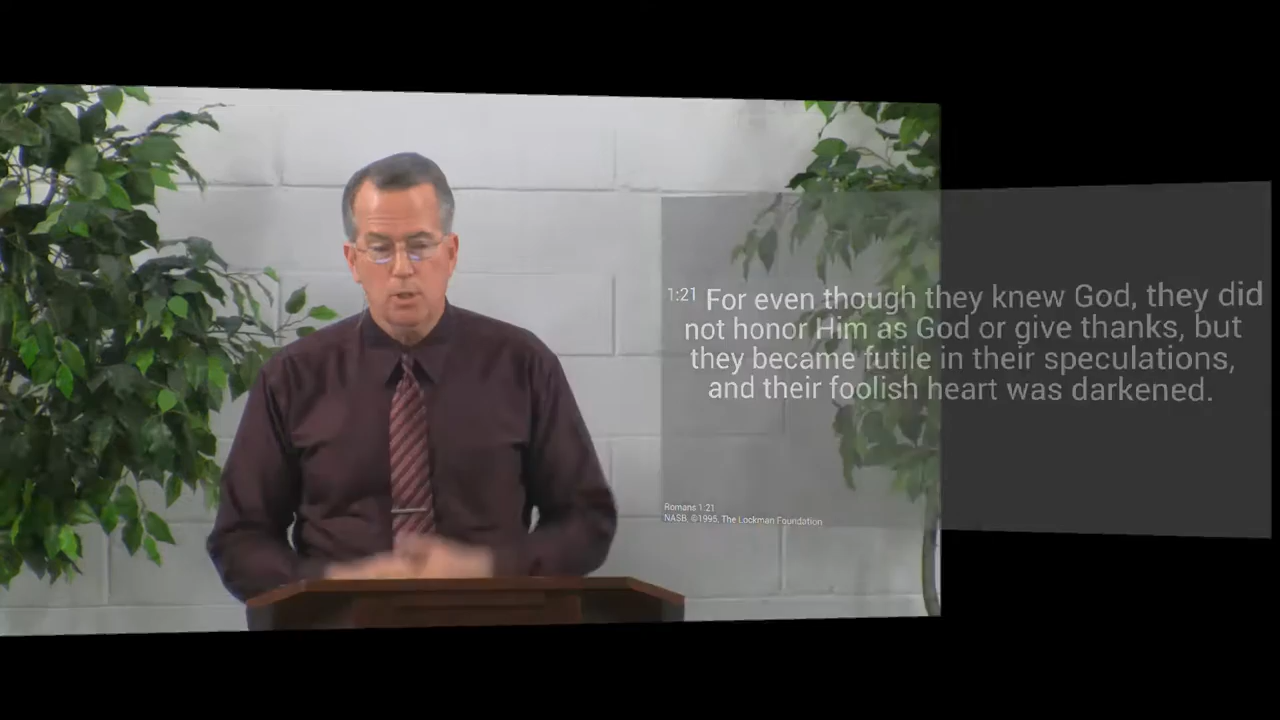 1:21 For even though they knew God, they did
not honor Him as God or give thanks, but
they became futile in their speculations,
and their foolish heart was darkened.
Romans 1:21
NASB, ©1995, The Lockman Foundation